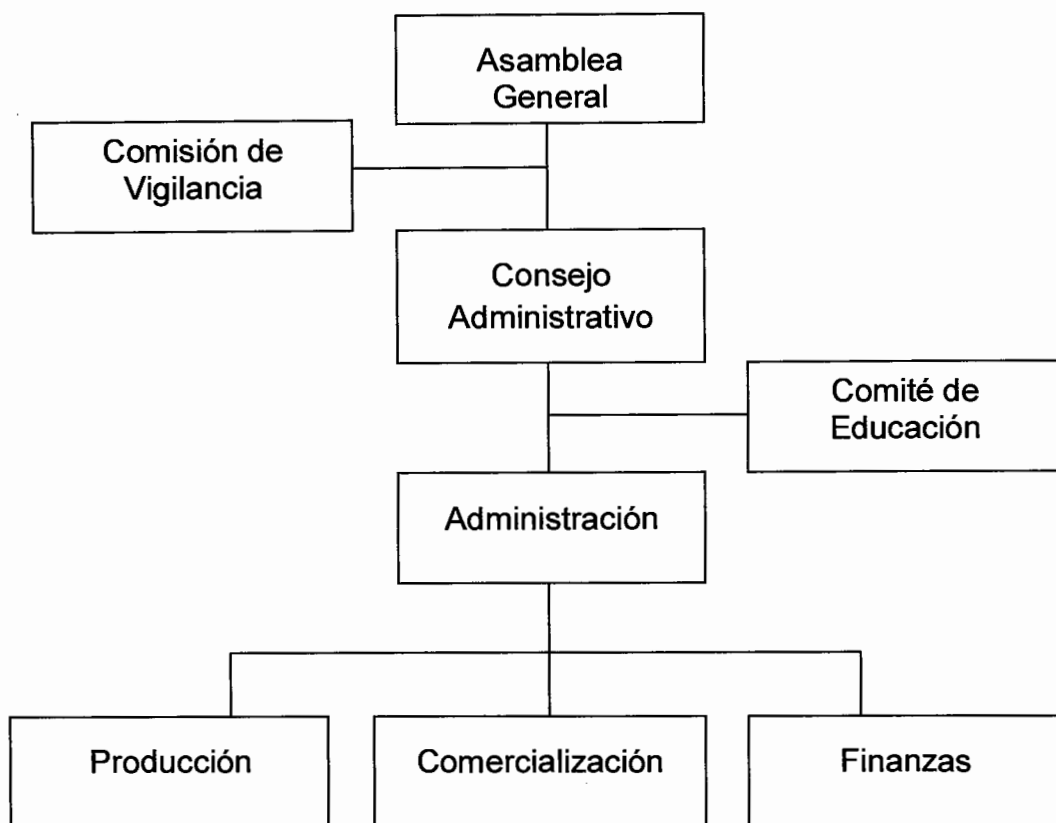 Asamblea
General
Comisión de
Vigilancia
Consejo
Administrativo
Comité de
Educación
Administración
Producción
Comercialización
Finanzas